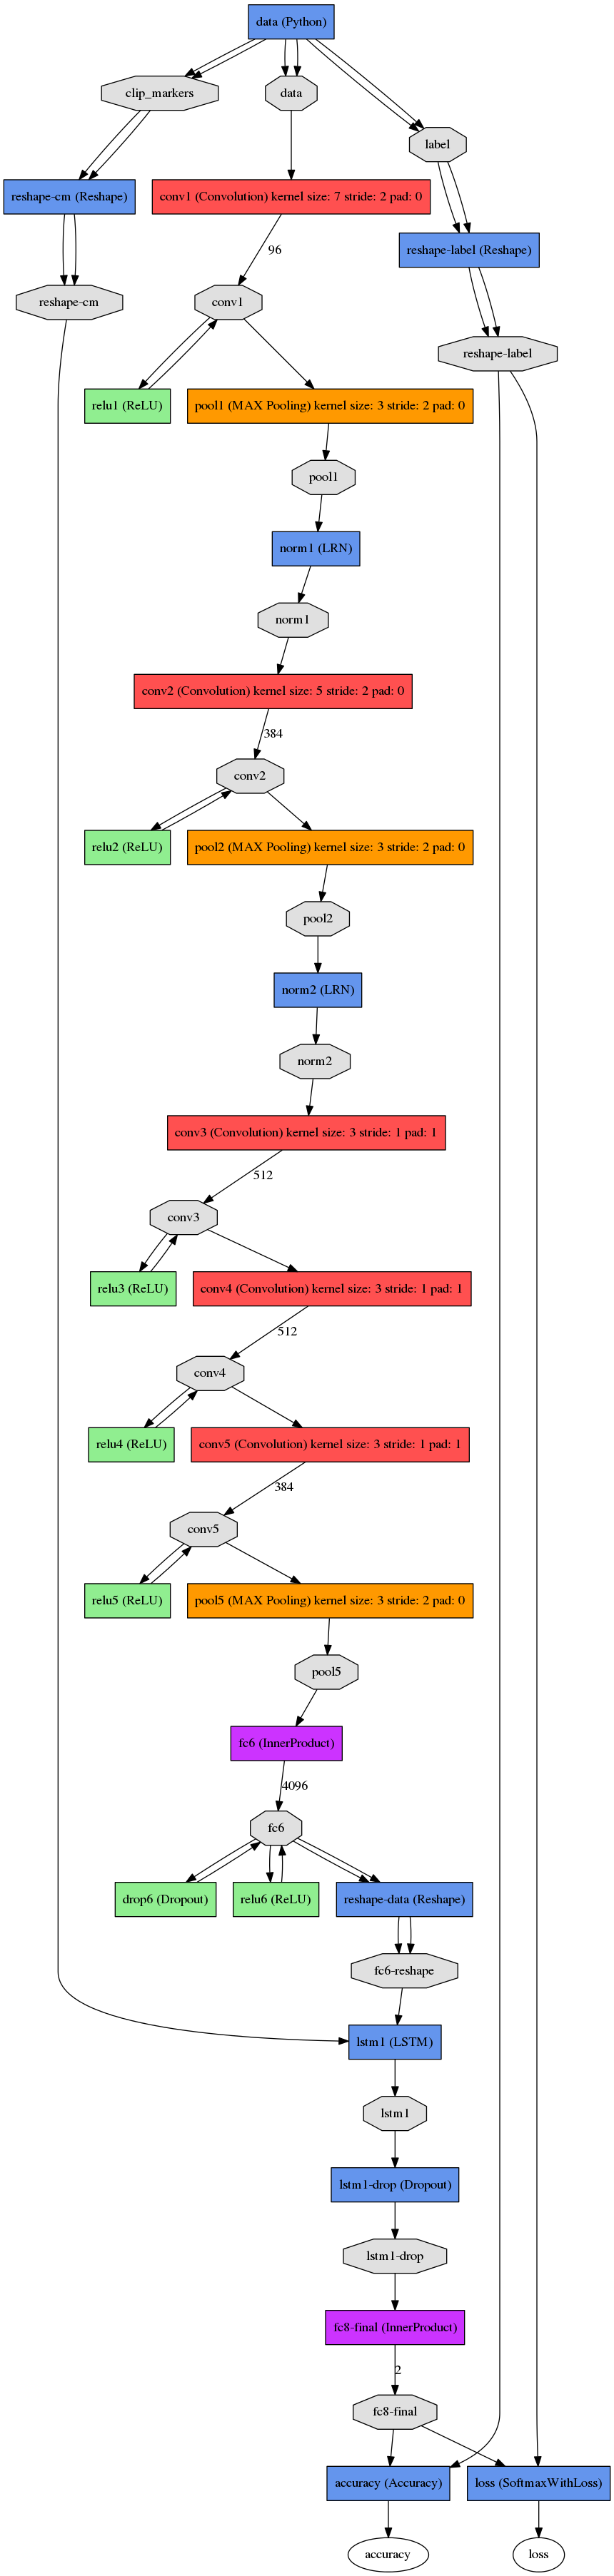 data (Python)
clip_markers
data
label
reshape-cm (Reshape)
conv1 (Convolution) kernel size: 7 stride: 2 pad: 0
reshape-label (Reshape)
96
reshape-cm
conv1
reshape-label
relu1 (ReLU)
pool1 (MAX Pooling) kernel size: 3 stride: 2 pad: 0
pool1
norm1 (LRN)
norm1
conv2 (Convolution) kernel size: 5 stride: 2 pad: 0
384
conv2
relu2 (ReLU)
pool2 (MAX Pooling) kernel size: 3 stride: 2 pad: 0
pool2
norm2 (LRN)
norm2
conv3 (Convolution) kernel size: 3 stride: 1 pad: 1
512
conv3
relu3 (ReLU)
conv4 (Convolution) kernel size: 3 stride: 1 pad: 1
512
conv4
relu4 (ReLU)
conv5 (Convolution) kernel size: 3 stride: 1 pad: 1
384
conv5
relu5 (ReLU)
pool5 (MAX Pooling) kernel size: 3 stride: 2 pad: 0
pool5
fc6 (InnerProduct)
4096
fc6
drop6 (Dropout)
relu6 (ReLU)
reshape-data (Reshape)
fc6-reshape
lstm1 (LSTM)
lstm1
lstm1-drop (Dropout)
lstm1-drop
fc8-final (InnerProduct)
2
fc8-final
accuracy (Accuracy)
loss (SoftmaxWithLoss)
accuracy
loss